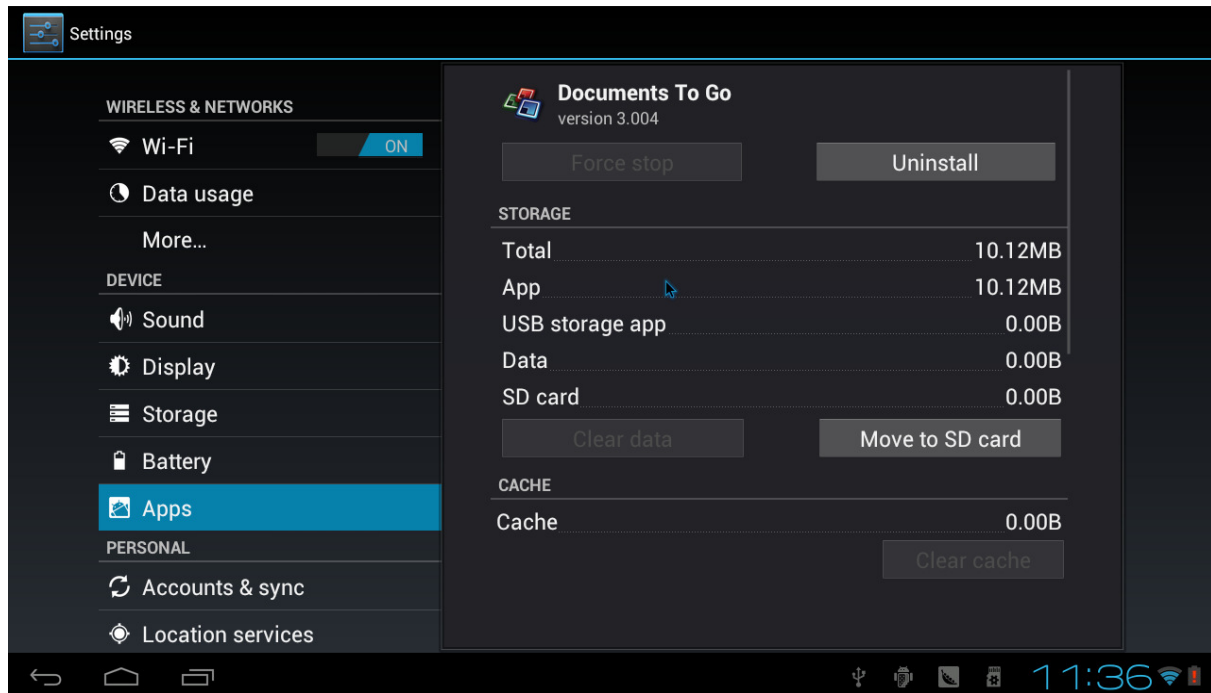 Settings
WIRELESS & NETWORKS
Wi-Fi ON
Data usage
More...
DEVICE
Sound
Display
Storage
Battery
Apps
PERSONAL
Accounts & sync
Location services
Documents To Go
version 3.004
Force stop Uninstall
STORAGE
Total 10.12MB
App 10.12MB
USB storage app 0.00B
Data 0.00B
SD card 0.00B
Clear data Move to SD card
CACHE
Cache 0.00B
Clear cache
11:36